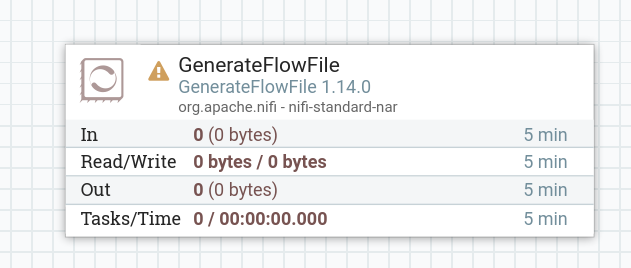 GenerateFlowFile
GenerateFlowFile 1.14.0
org.apache.nifi - nifi-standard-nar
In 0 (0 bytes) 5 min
Read/Write 0 bytes / 0 bytes 5 min
Out 0 (0 bytes) 5 min
Tasks/Time 0 / 00:00:00.000 5 min